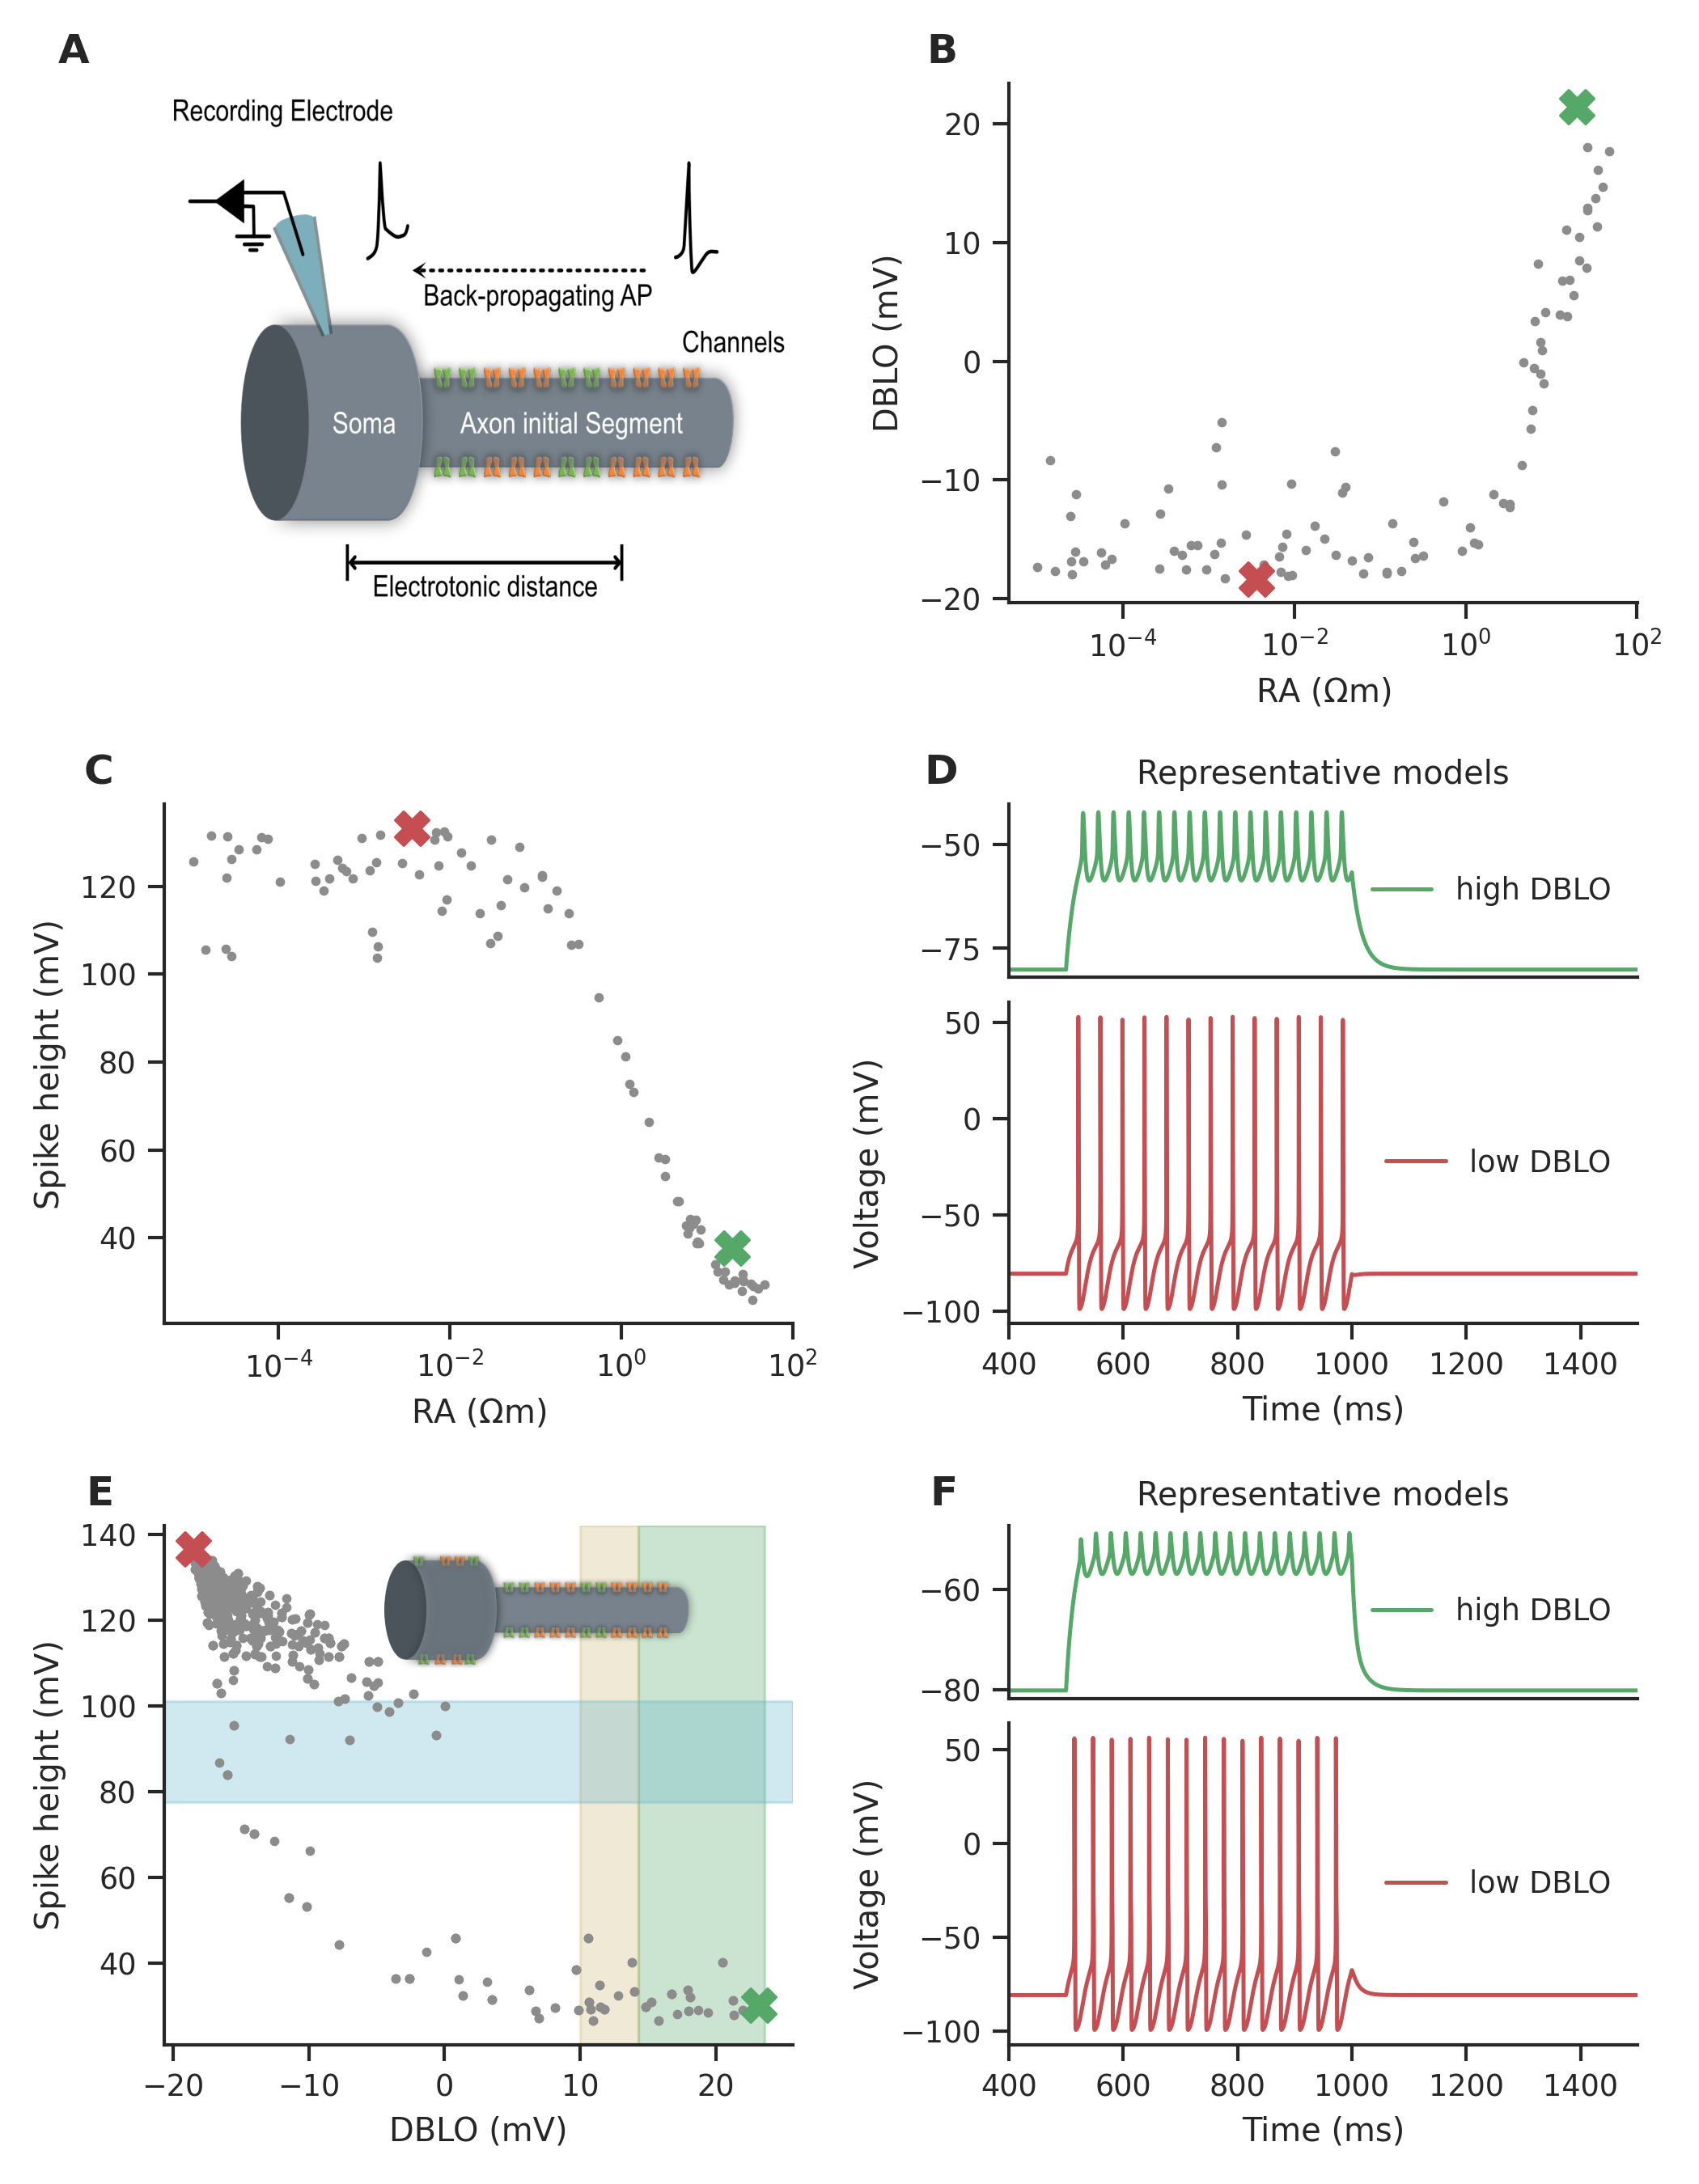 A
Recording Electrode
Back-propagating AP
Channels
Soma
Axon initial Segment
Electrotonic distance
B
20
10
0
−10
−20
DBLO (mV)
10⁻⁴
10⁻²
10⁰
10²
RA (Ωm)
C
120
100
80
60
40
Spike height (mV)
10⁻⁴
10⁻²
10⁰
10²
RA (Ωm)
D
Representative models
−50
−75
high DBLO
50
0
−50
−100
Voltage (mV)
low DBLO
400 600 800 1000 1200 1400
Time (ms)
E
140
120
100
80
60
40
Spike height (mV)
−20 −10 0 10 20
DBLO (mV)
F
Representative models
−60
−80
high DBLO
50
0
−50
−100
Voltage (mV)
low DBLO
400 600 800 1000 1200 1400
Time (ms)